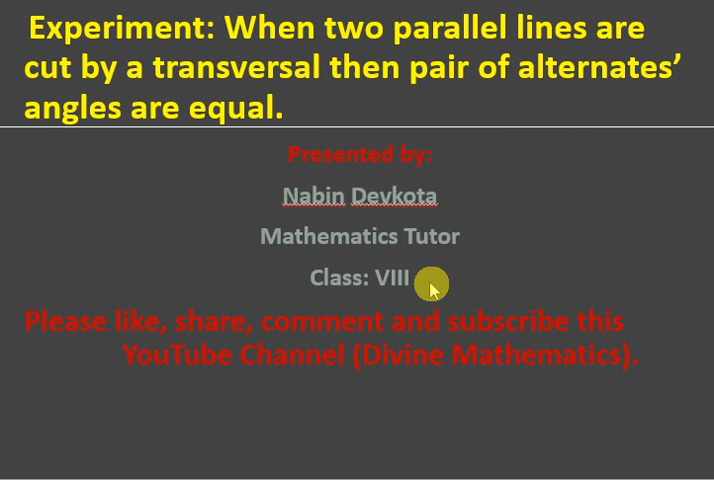 Experiment: When two parallel lines are
cut by a transversal then pair of alternates’
angles are equal.
Presented by:
Nabin Devkota
Mathematics Tutor
Class: VIII
Please like, share, comment and subscribe this
YouTube Channel (Divine Mathematics).